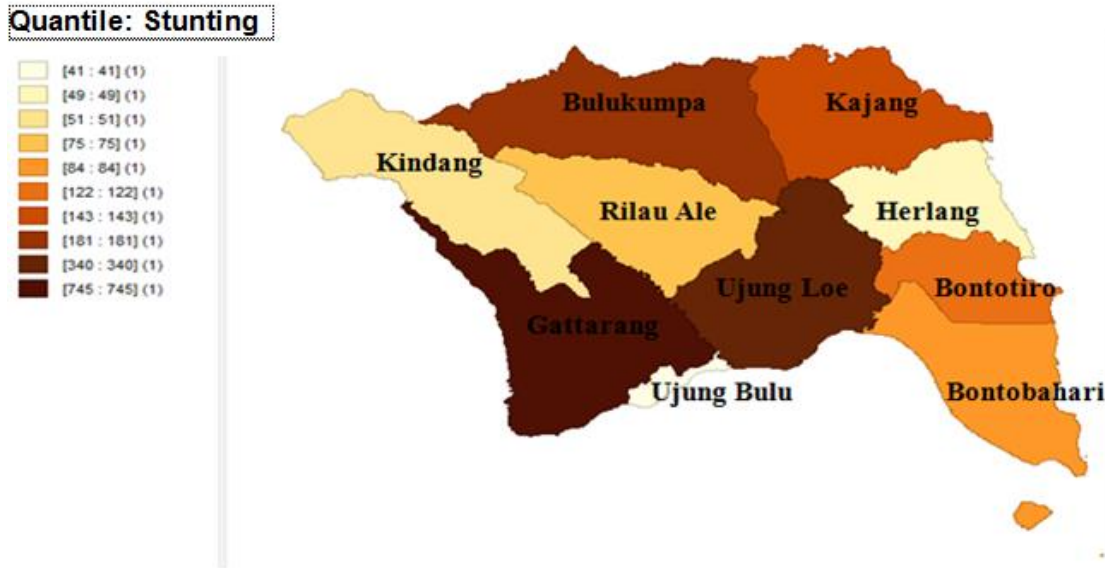 Quantile: Stunting
[41 : 41] (1)
[49 : 49] (1)
[51 : 51] (1)
[75 : 75] (1)
[84 : 84] (1)
[122 : 122] (1)
[143 : 143] (1)
[181 : 181] (1)
[340 : 340] (1)
[745 : 745] (1)
Bulukumpa
Kajang
Kindang
Rilau Ale
Herlang
Ujung Loe
Bontotiro
Gattarang
Ujung Bulu
Bontobahari